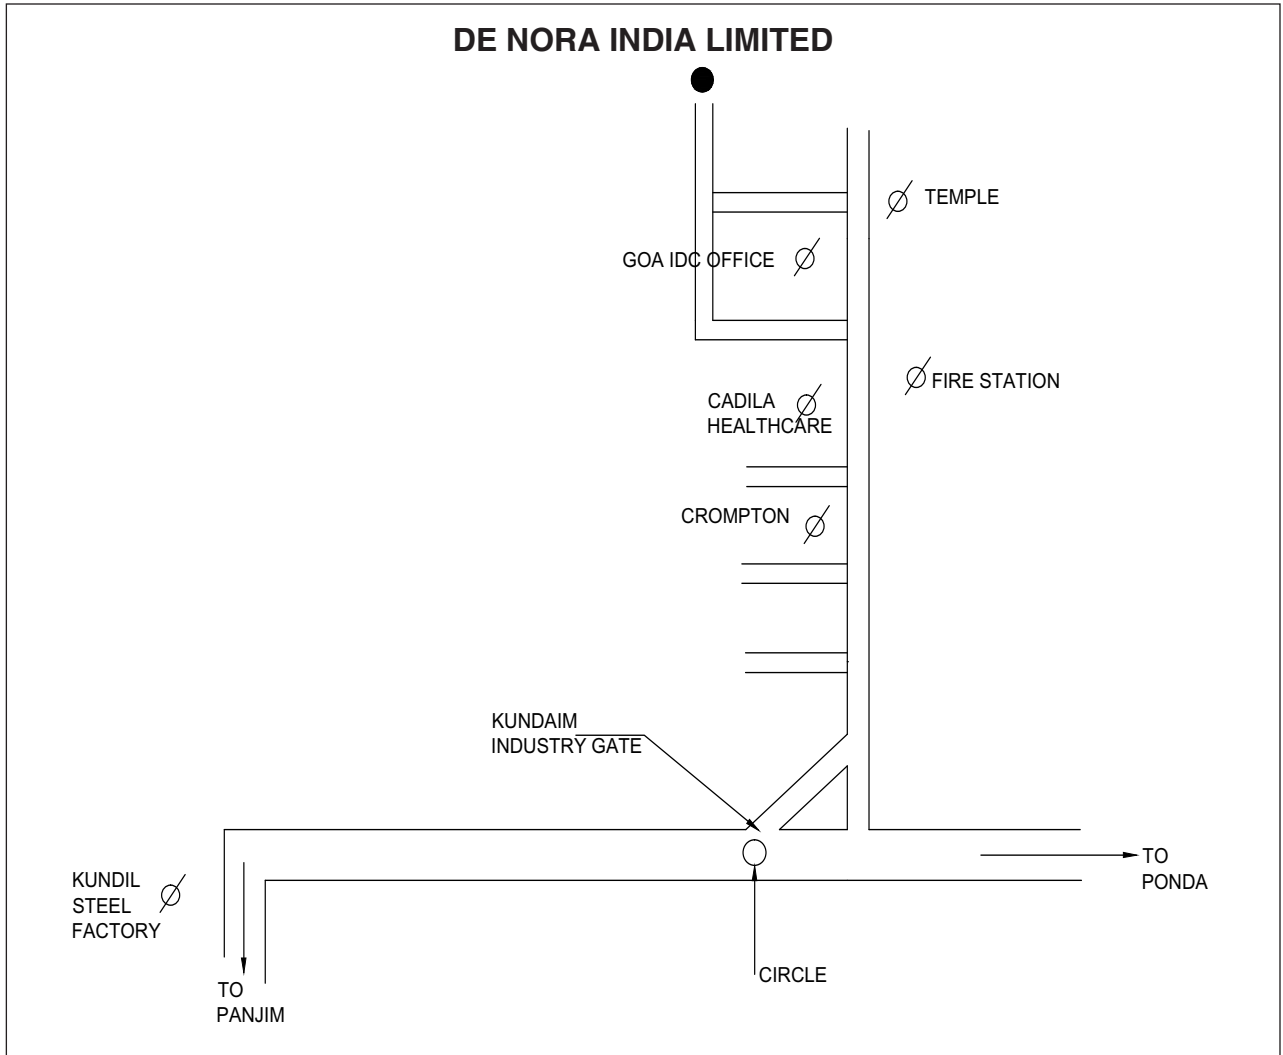 DE NORA INDIA LIMITED
TEMPLE
GOA IDC OFFICE
FIRE STATION
CADILA
HEALTHCARE
CROMPTON
KUNDAIM
INDUSTRY GATE
TO
PONDA
KUNDIL
STEEL
FACTORY
CIRCLE
TO
PANJIM